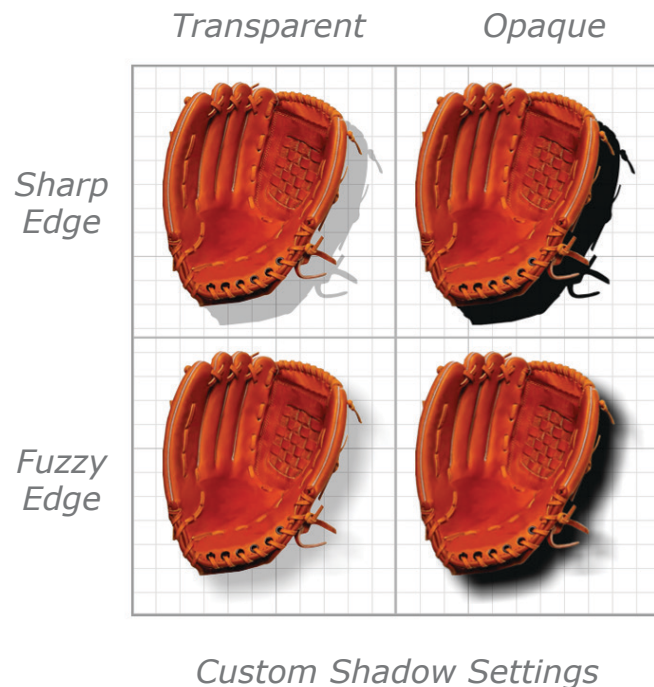 Transparent Opaque
Sharp
Edge
Fuzzy
Edge
Custom Shadow Settings